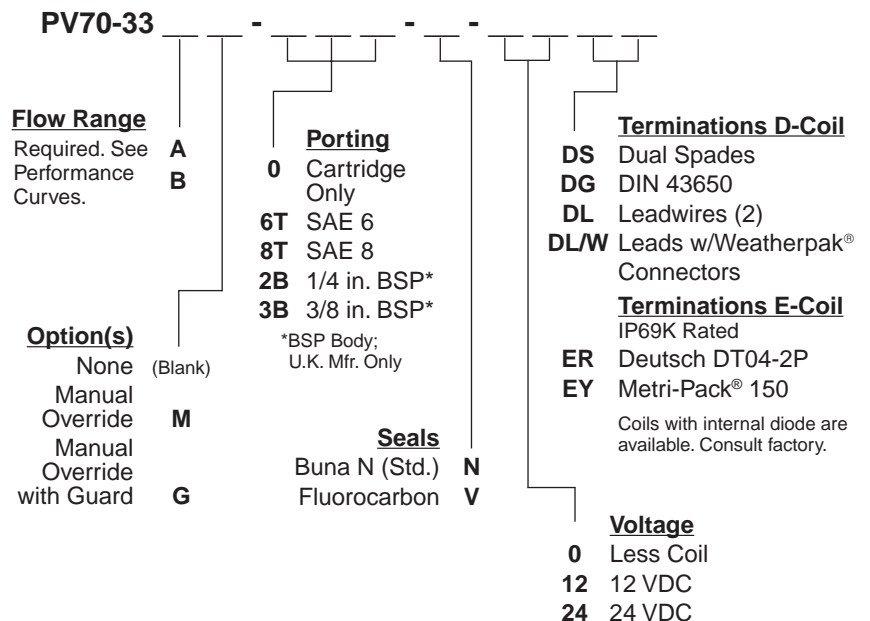 PV70-33 __ __ - __ __ __ - __ - __ __ __ __
Flow Range
Required. See
Performance
Curves.
A
B
Option(s)
None (Blank)
Manual
Override M
Manual
Override
with Guard G
Porting
0 Cartridge
Only
6T SAE 6
8T SAE 8
2B 1/4 in. BSP*
3B 3/8 in. BSP*
*BSP Body;
U.K. Mfr. Only
Seals
Buna N (Std.) N
Fluorocarbon V
Terminations D-Coil
DS Dual Spades
DG DIN 43650
DL Leadwires (2)
DL/W Leads w/Weatherpak®
Connectors
Terminations E-Coil
IP69K Rated
ER Deutsch DT04-2P
EY Metri-Pack® 150
Coils with internal diode are
available. Consult factory.
Voltage
0 Less Coil
12 12 VDC
24 24 VDC